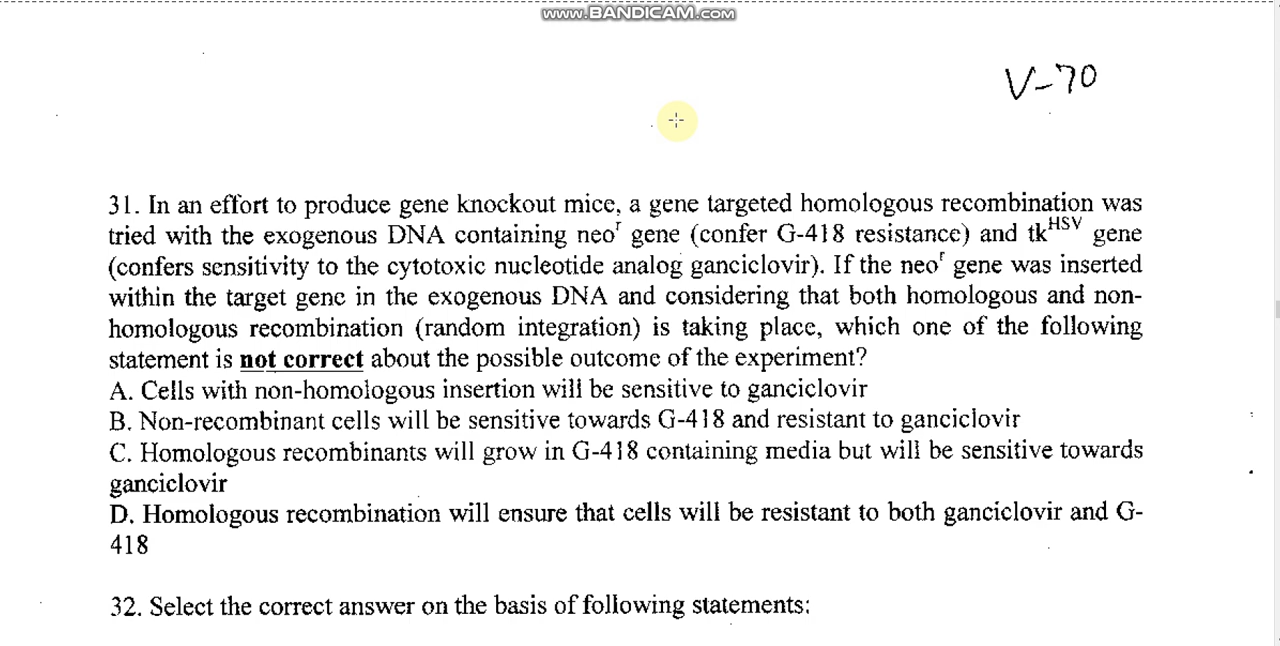 www.BANDICAM.com
V-70
31. In an effort to produce gene knockout mice, a gene targeted homologous recombination was
tried with the exogenous DNA containing neoʳ gene (confer G-418 resistance) and tkᴴˢⱽ gene
(confers sensitivity to the cytotoxic nucleotide analog ganciclovir). If the neoʳ gene was inserted
within the target gene in the exogenous DNA and considering that both homologous and non-
homologous recombination (random integration) is taking place, which one of the following
statement is not correct about the possible outcome of the experiment?
A. Cells with non-homologous insertion will be sensitive to ganciclovir
B. Non-recombinant cells will be sensitive towards G-418 and resistant to ganciclovir
C. Homologous recombinants will grow in G-418 containing media but will be sensitive towards
ganciclovir
D. Homologous recombination will ensure that cells will be resistant to both ganciclovir and G-
418
32. Select the correct answer on the basis of following statements: